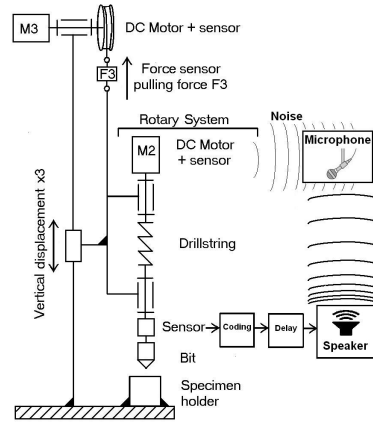 M3
DC Motor + sensor
F3
Force sensor
pulling force F3
Rotary System
Noise
M2
DC Motor
+ sensor
Microphone
Vertical displacement x3
Drillstring
Sensor
Coding
Delay
Speaker
Bit
Specimen
holder